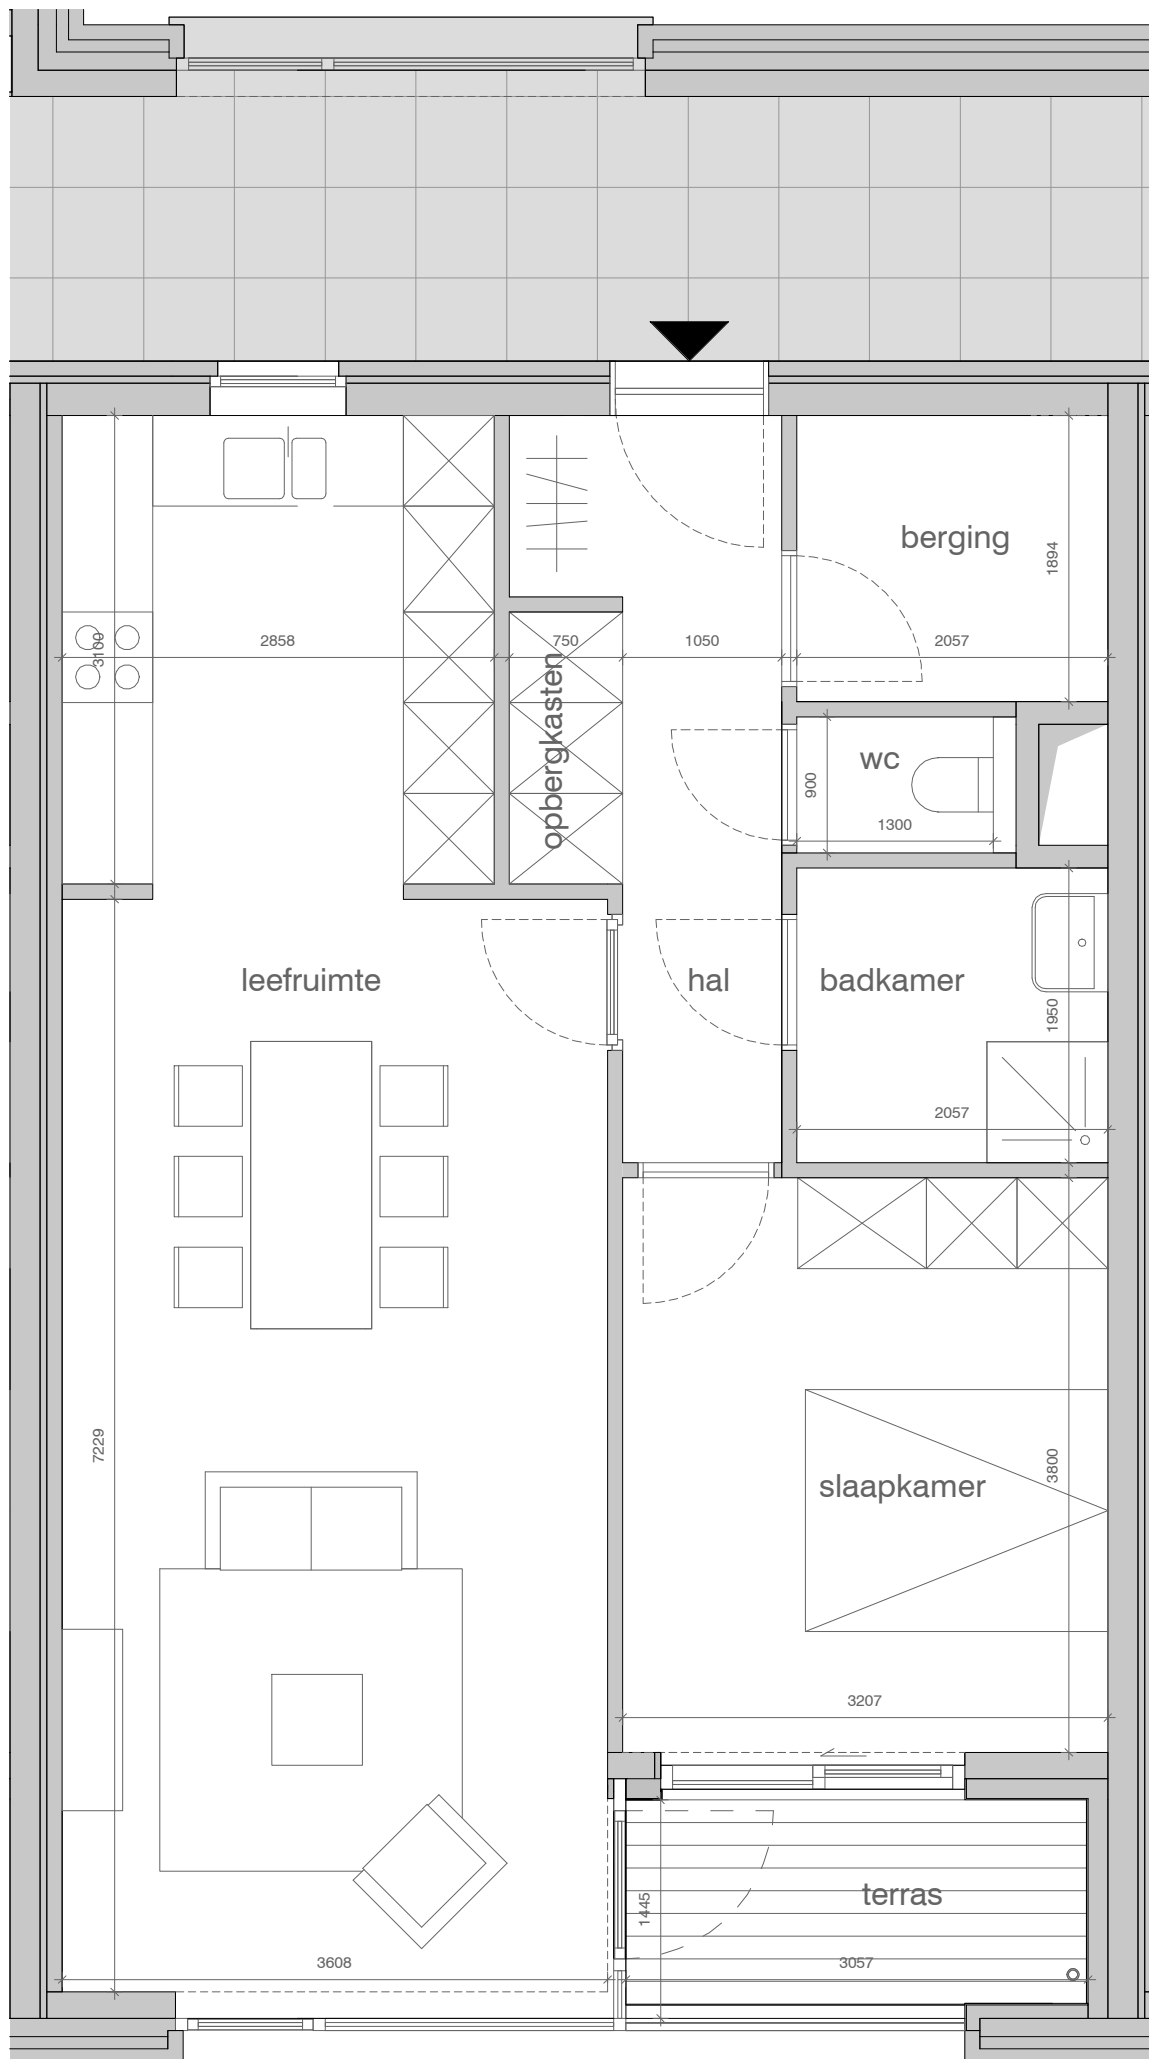 berging
1894
3100
2858
750
1050
2057
opbergkasten
wc
900
1300
leefruimte
hal
badkamer
1950
2057
7229
3800
slaapkamer
3207
terras
1445
3608
3057